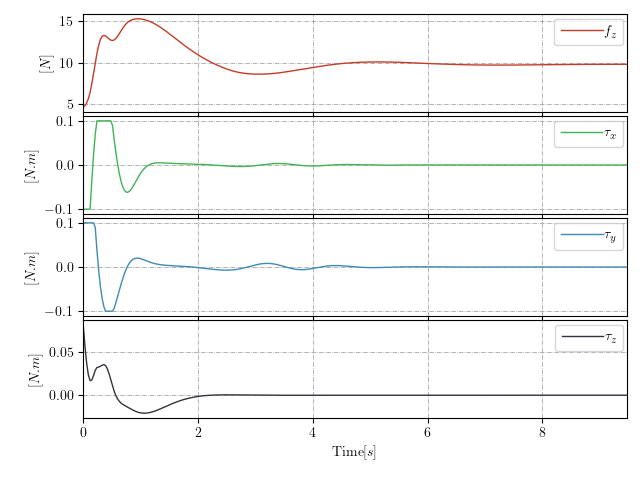 15
10
5
[N]
f_z
0.1
0.0
−0.1
[N.m]
τ_x
0.1
0.0
−0.1
[N.m]
τ_y
0.05
0.00
[N.m]
τ_z
0 2 4 6 8
Time[s]